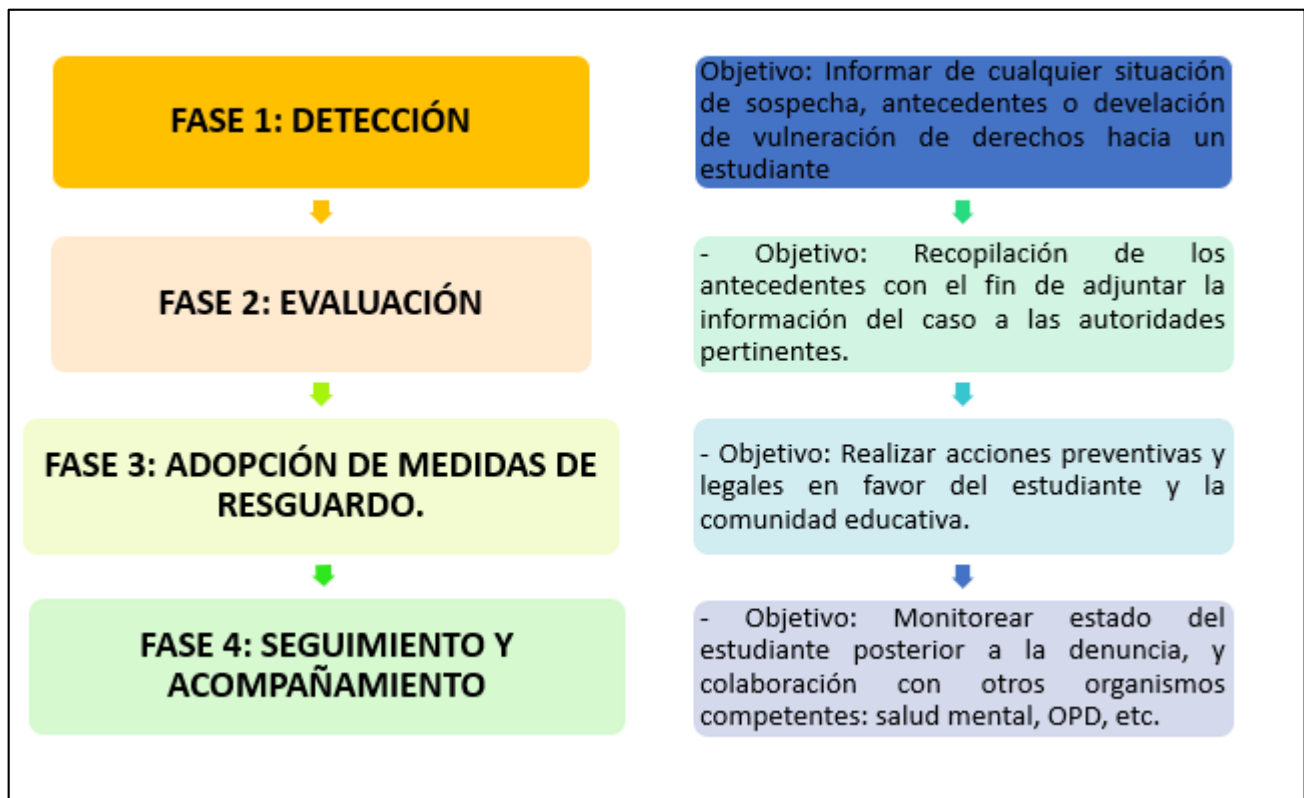 FASE 1: DETECCIÓN
Objetivo: Informar de cualquier situación
de sospecha, antecedentes o develación
de vulneración de derechos hacia un
estudiante
FASE 2: EVALUACIÓN
- Objetivo: Recopilación de los
antecedentes con el fin de adjuntar la
información del caso a las autoridades
pertinentes.
FASE 3: ADOPCIÓN DE MEDIDAS DE
RESGUARDO.
- Objetivo: Realizar acciones preventivas y
legales en favor del estudiante y la
comunidad educativa.
FASE 4: SEGUIMIENTO Y
ACOMPAÑAMIENTO
- Objetivo: Monitorear estado del
estudiante posterior a la denuncia, y
colaboración con otros organismos
competentes: salud mental, OPD, etc.